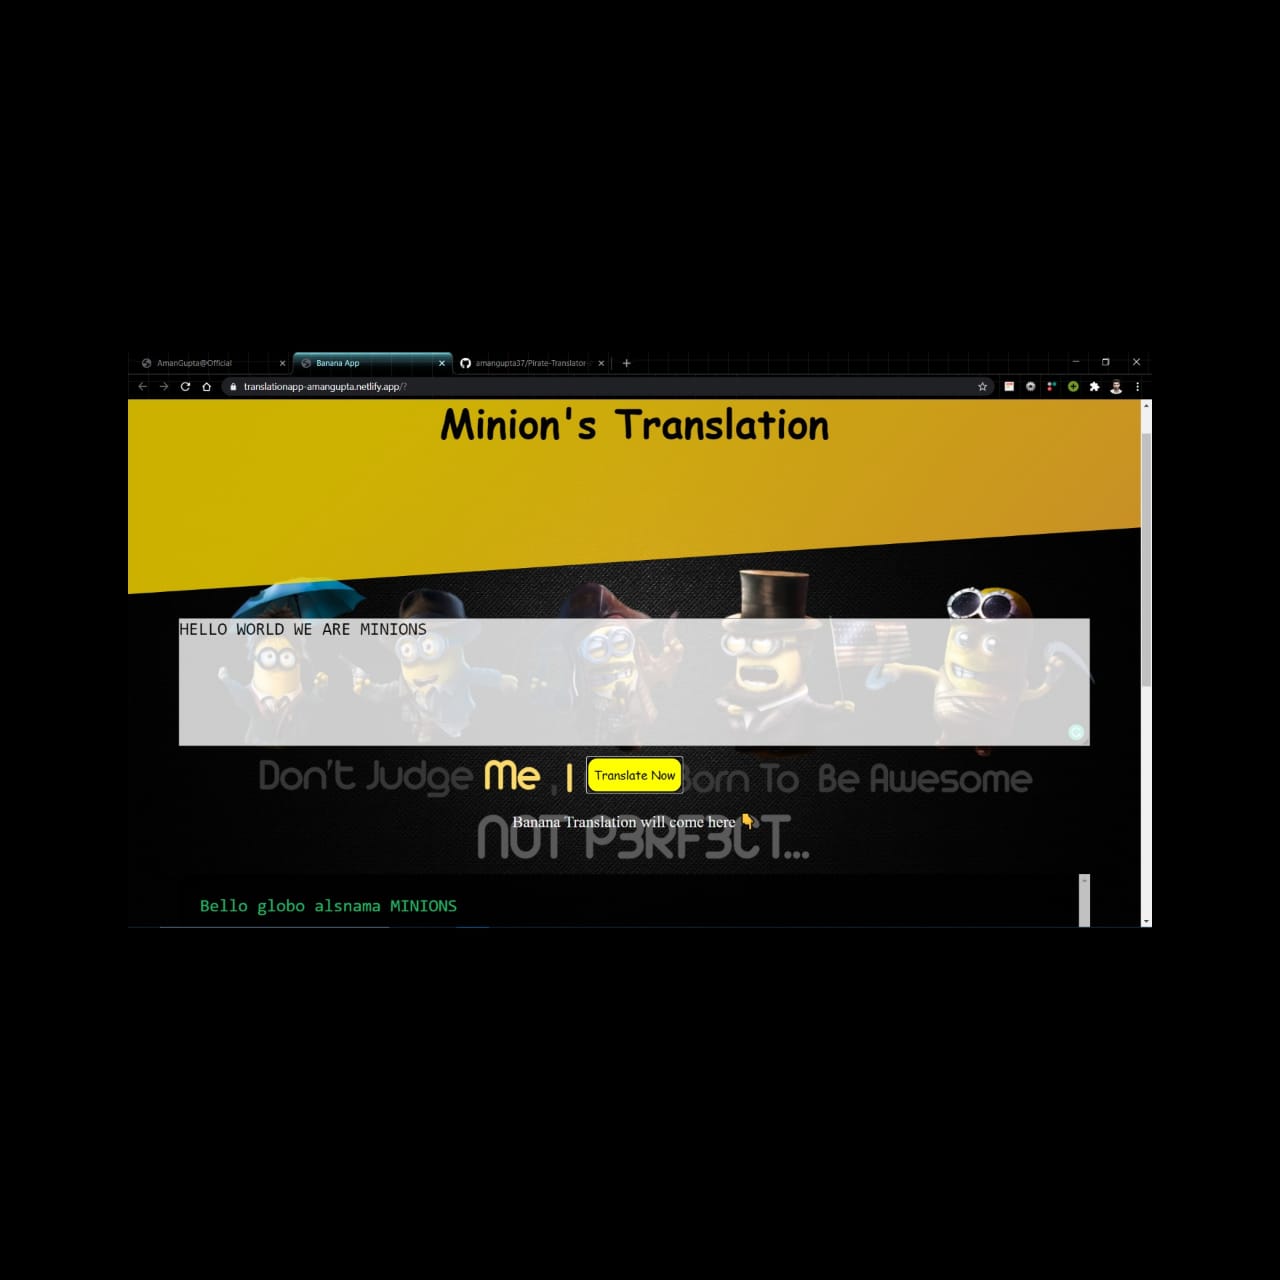 AmanGupta@Official
Banana App
amangupta37/Pirate-Translator
translationapp-amangupta.netlify.app/?
Minion's Translation
HELLO WORLD WE ARE MINIONS
Don't Judge Me , I Born To Be Awesome
Translate Now
Banana Translation will come here 👇
NOT P3RF3CT...
Bello globo alsnama MINIONS